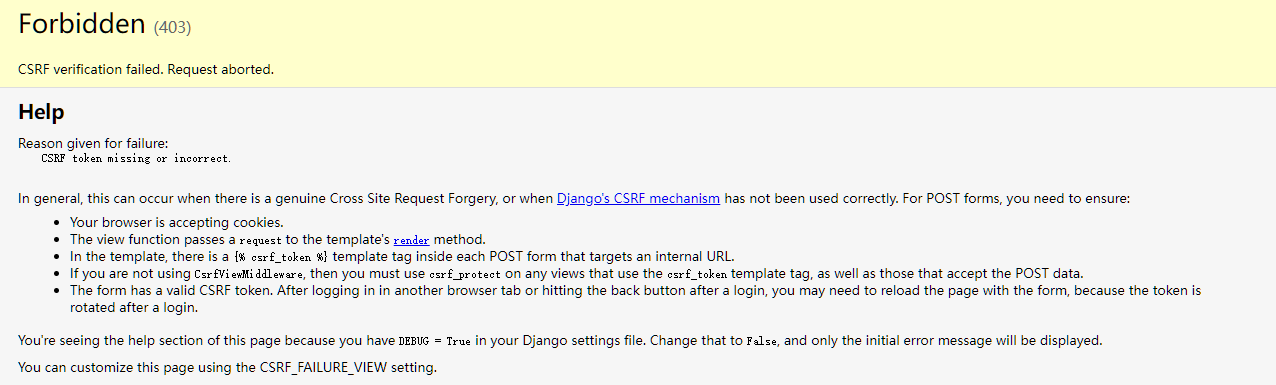 Forbidden (403)
CSRF verification failed. Request aborted.
Help
Reason given for failure:
CSRF token missing or incorrect.
In general, this can occur when there is a genuine Cross Site Request Forgery, or when Django's CSRF mechanism has not been used correctly. For POST forms, you need to ensure:
• Your browser is accepting cookies.
• The view function passes a request to the template's render method.
• In the template, there is a {% csrf_token %} template tag inside each POST form that targets an internal URL.
• If you are not using CsrfViewMiddleware, then you must use csrf_protect on any views that use the csrf_token template tag, as well as those that accept the POST data.
• The form has a valid CSRF token. After logging in in another browser tab or hitting the back button after a login, you may need to reload the page with the form, because the token is
rotated after a login.
You're seeing the help section of this page because you have DEBUG = True in your Django settings file. Change that to False, and only the initial error message will be displayed.
You can customize this page using the CSRF_FAILURE_VIEW setting.